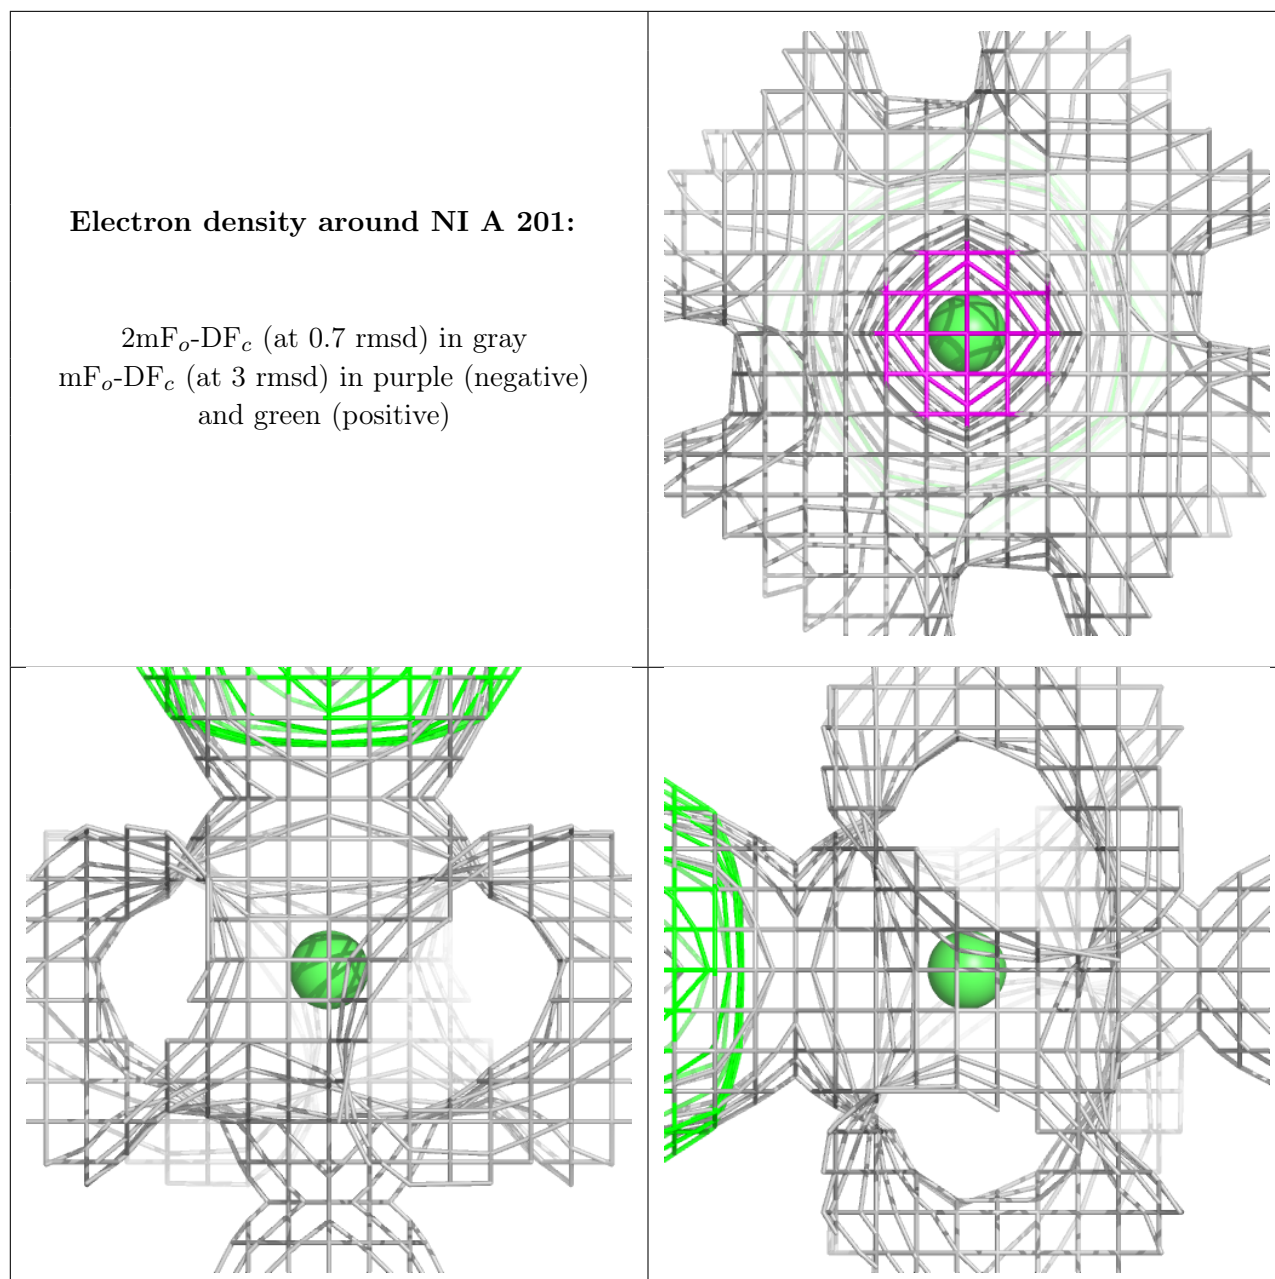 Electron density around NI A 201:
2mFₒ-DF𝑐 (at 0.7 rmsd) in gray
mFₒ-DF𝑐 (at 3 rmsd) in purple (negative)
and green (positive)